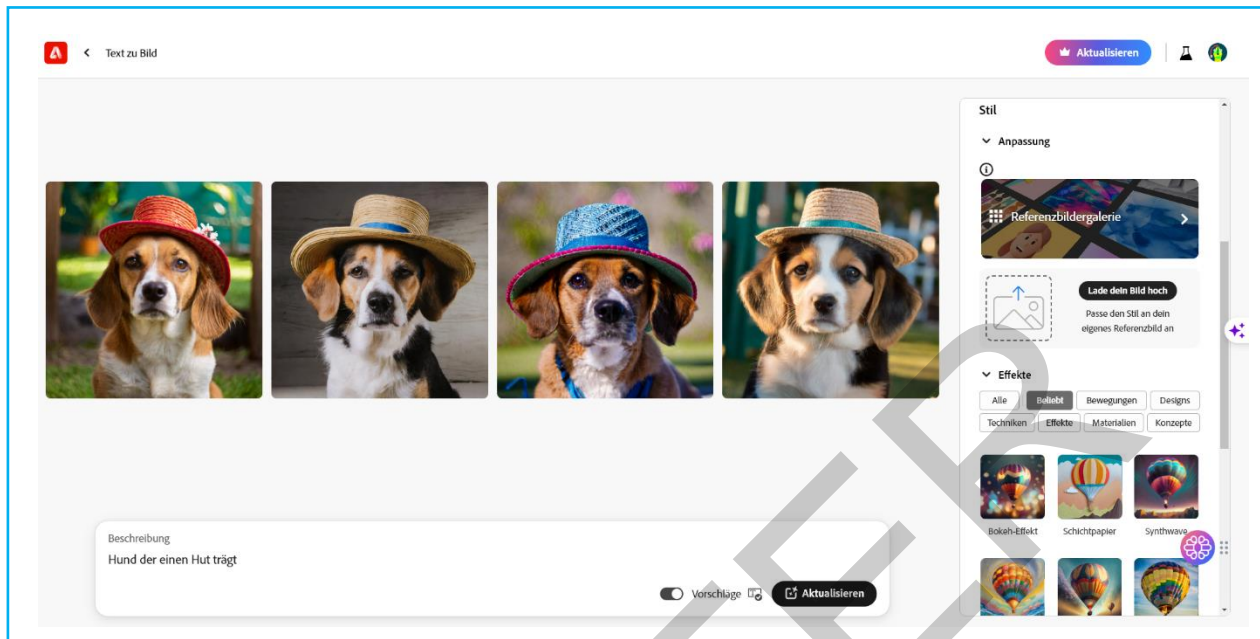 Text zu Bild
Aktualisieren
Stil
Anpassung
Referenzbildergalerie
Lade dein Bild hoch
Passe den Stil an dein
eigenes Referenzbild an
Effekte
Alle Beliebt Bewegungen Designs
Techniken Effekte Materialien Konzepte
Bokeh-Effekt Schichtpapier Synthwave
Beschreibung
Hund der einen Hut trägt
Vorschläge Aktualisieren